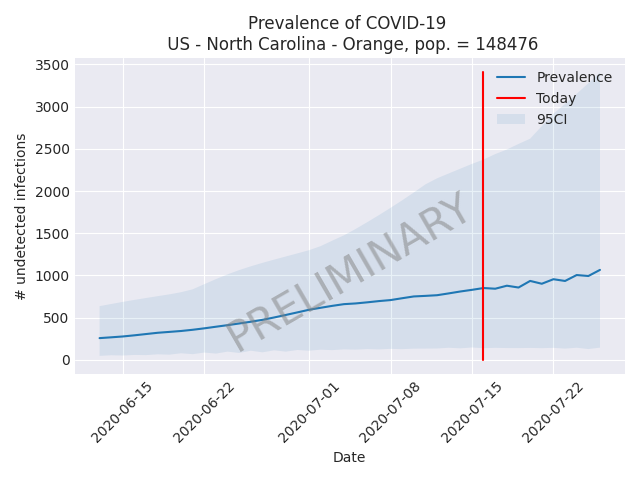 Prevalence of COVID-19
US - North Carolina - Orange, pop. = 148476
3500
3000
2500
2000
1500
1000
500
0
# undetected infections
Prevalence
Today
95CI
PRELIMINARY
2020-06-15
2020-06-22
2020-07-01
2020-07-08
2020-07-15
2020-07-22
Date